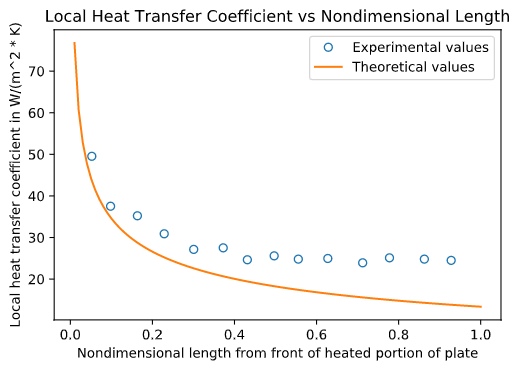 Local Heat Transfer Coefficient vs Nondimensional Length
Experimental values
Theoretical values
Local heat transfer coefficient in W/(m^2 * K)
70
60
50
40
30
20
0.0 0.2 0.4 0.6 0.8 1.0
Nondimensional length from front of heated portion of plate